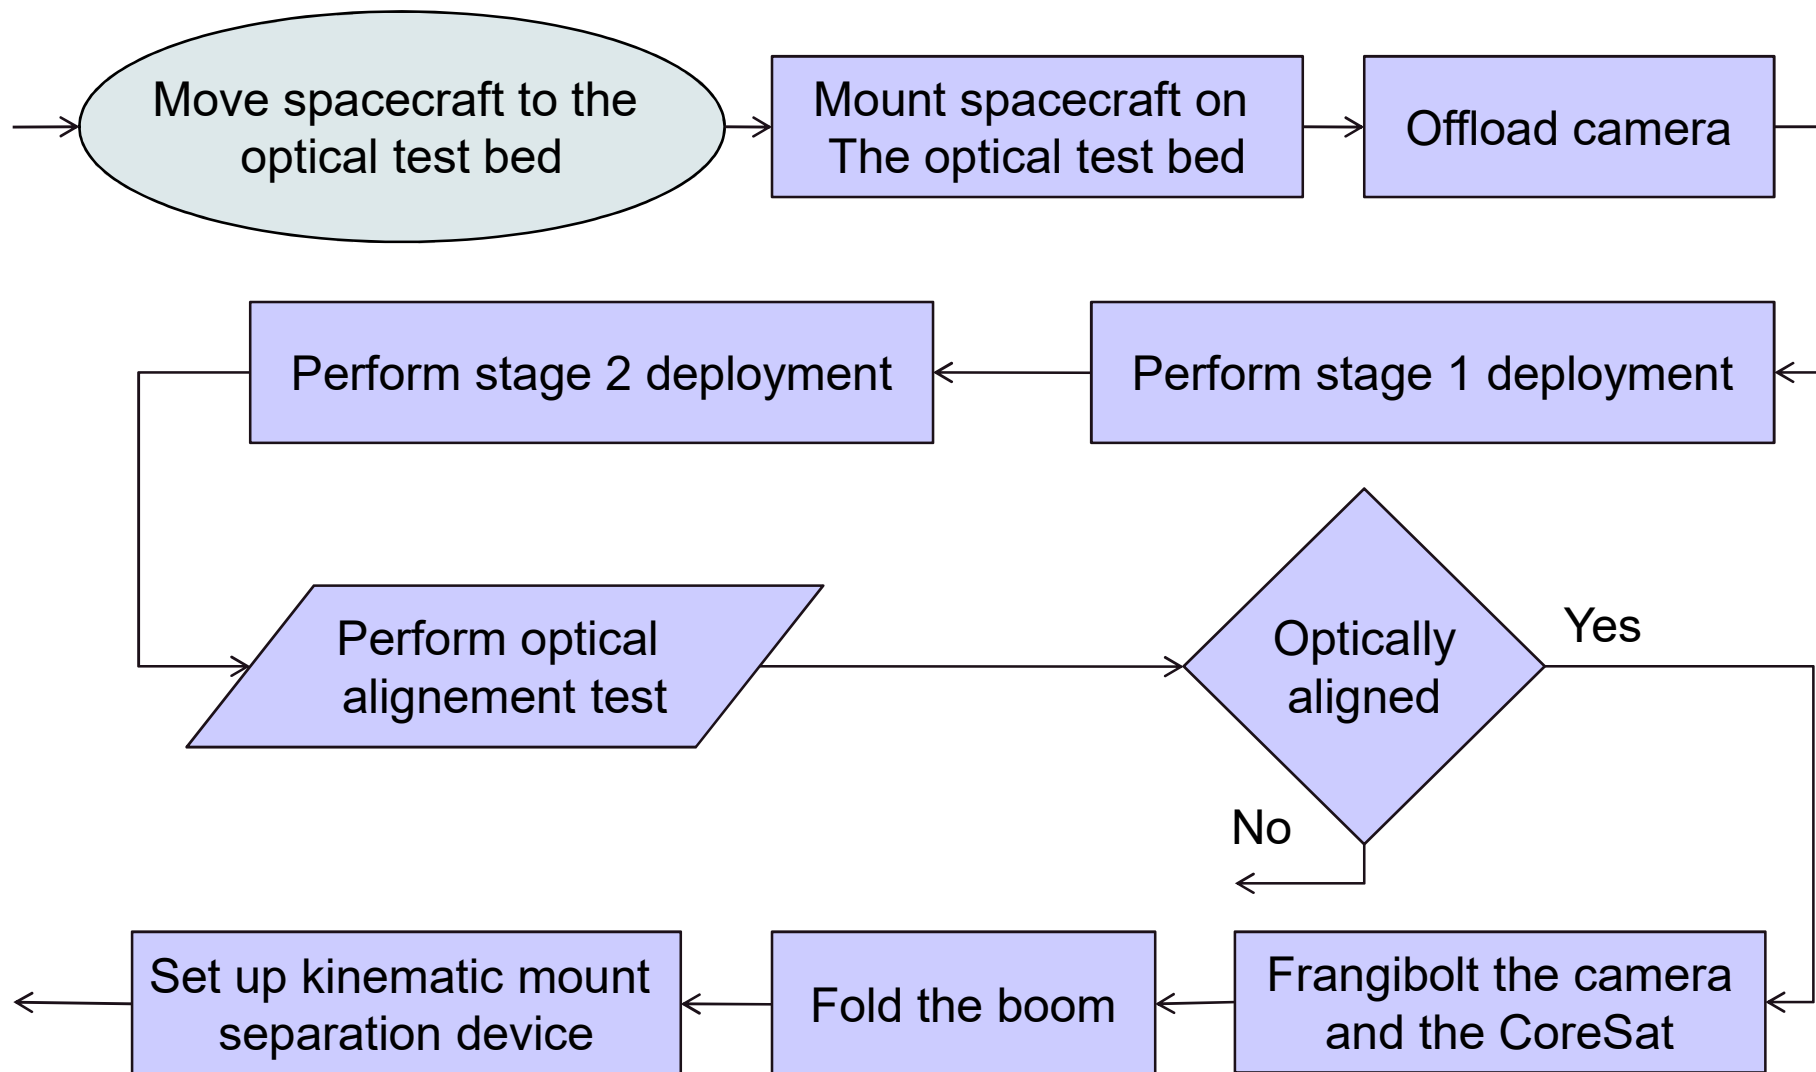 Move spacecraft to the
optical test bed
Mount spacecraft on
The optical test bed
Offload camera
Perform stage 1 deployment
Perform stage 2 deployment
Perform optical
alignement test
Optically
aligned
Yes
No
Frangibolt the camera
and the CoreSat
Fold the boom
Set up kinematic mount
separation device